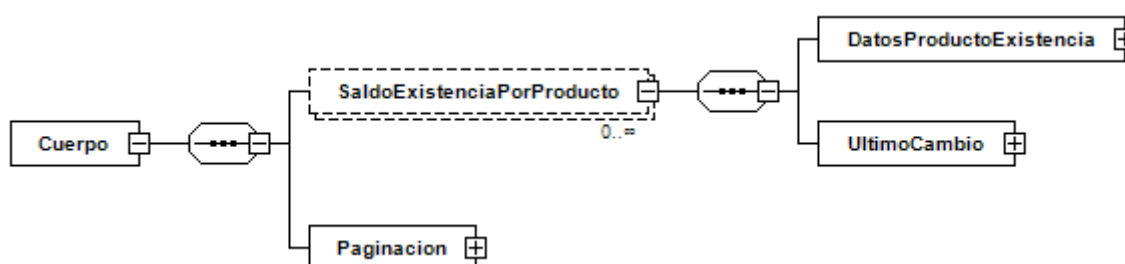 DatosProductoExistencia
SaldoExistenciaPorProducto
0..∞
Cuerpo
UltimoCambio
Paginacion